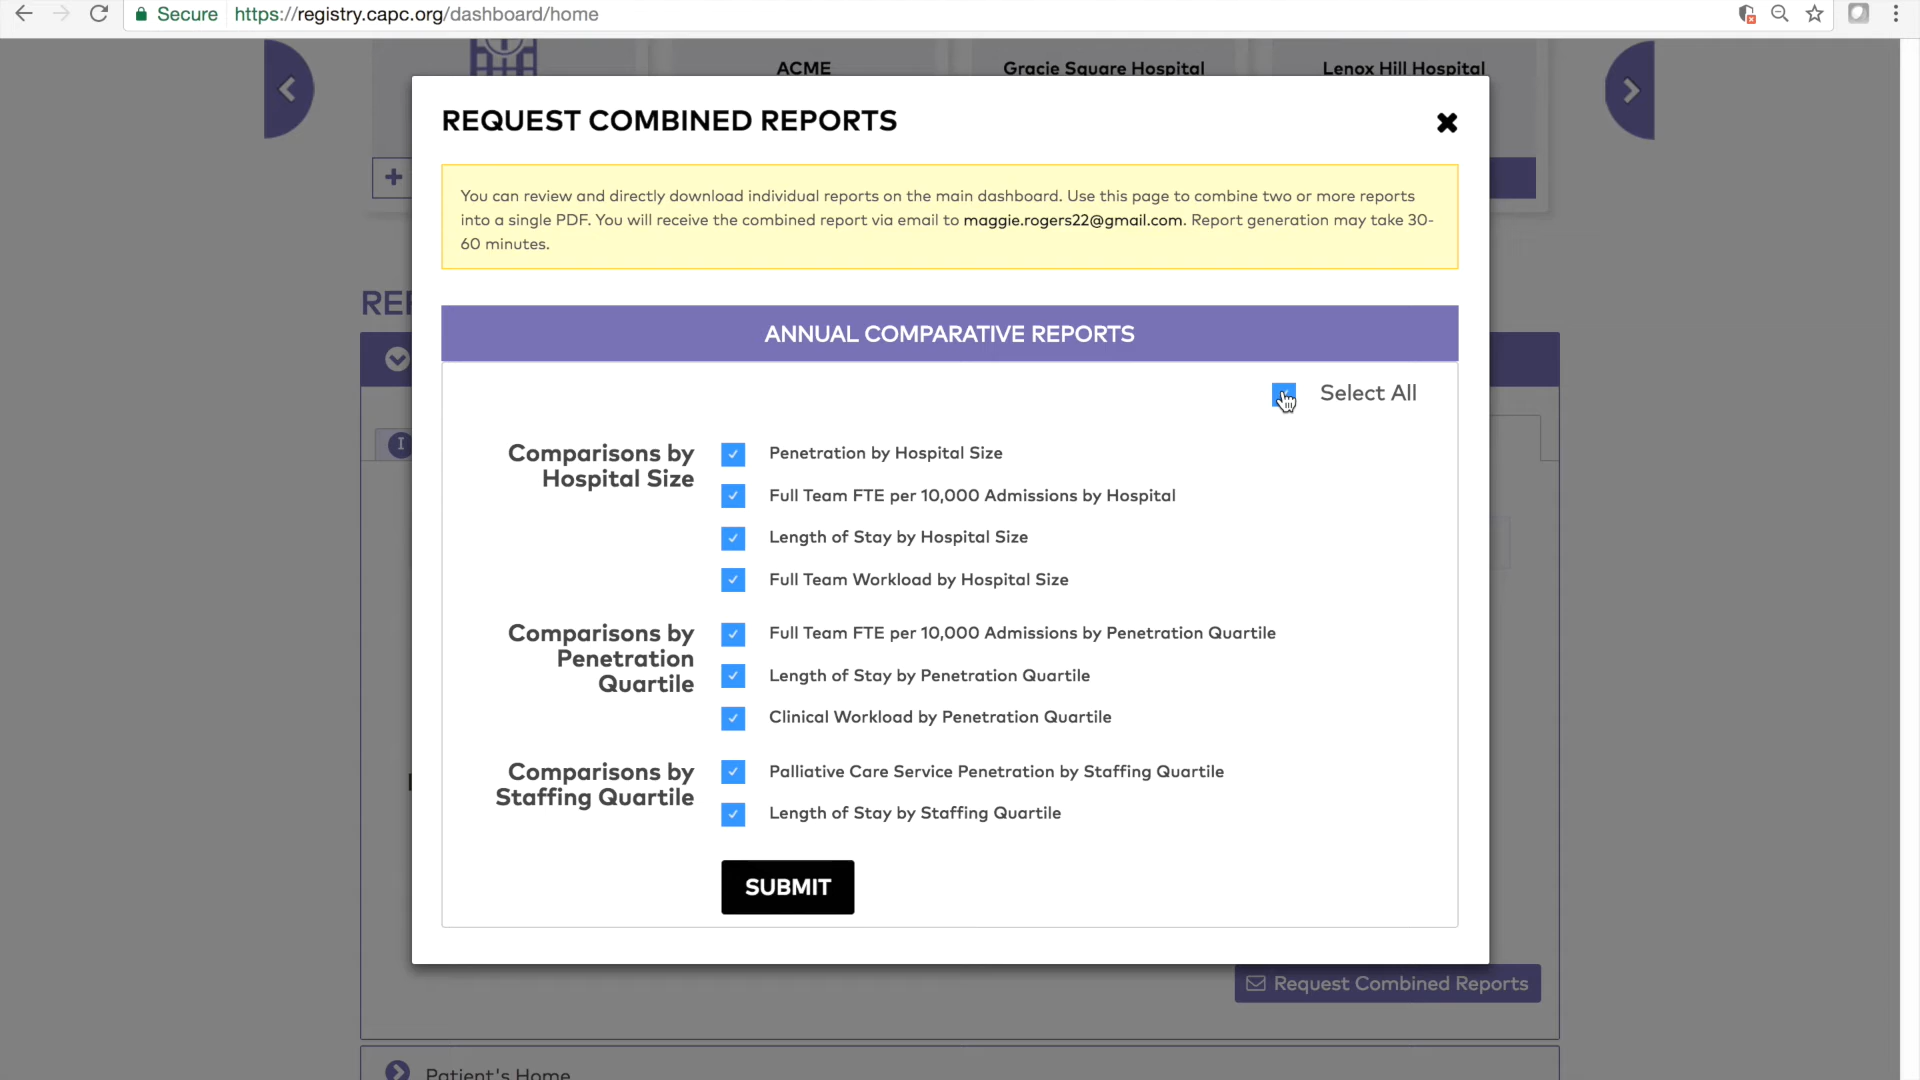 Secure https://registry.capc.org/dashboard/home
ACME Gracie Square Hospital Lenox Hill Hospital
REQUEST COMBINED REPORTS
You can review and directly download individual reports on the main dashboard. Use this page to combine two or more reports
into a single PDF. You will receive the combined report via email to maggie.rogers22@gmail.com. Report generation may take 30-
60 minutes.
ANNUAL COMPARATIVE REPORTS
Select All
Comparisons by
Hospital Size
Penetration by Hospital Size
Full Team FTE per 10,000 Admissions by Hospital
Length of Stay by Hospital Size
Full Team Workload by Hospital Size
Comparisons by
Penetration
Quartile
Full Team FTE per 10,000 Admissions by Penetration Quartile
Length of Stay by Penetration Quartile
Clinical Workload by Penetration Quartile
Comparisons by
Staffing Quartile
Palliative Care Service Penetration by Staffing Quartile
Length of Stay by Staffing Quartile
SUBMIT
Request Combined Reports
Patient's Home